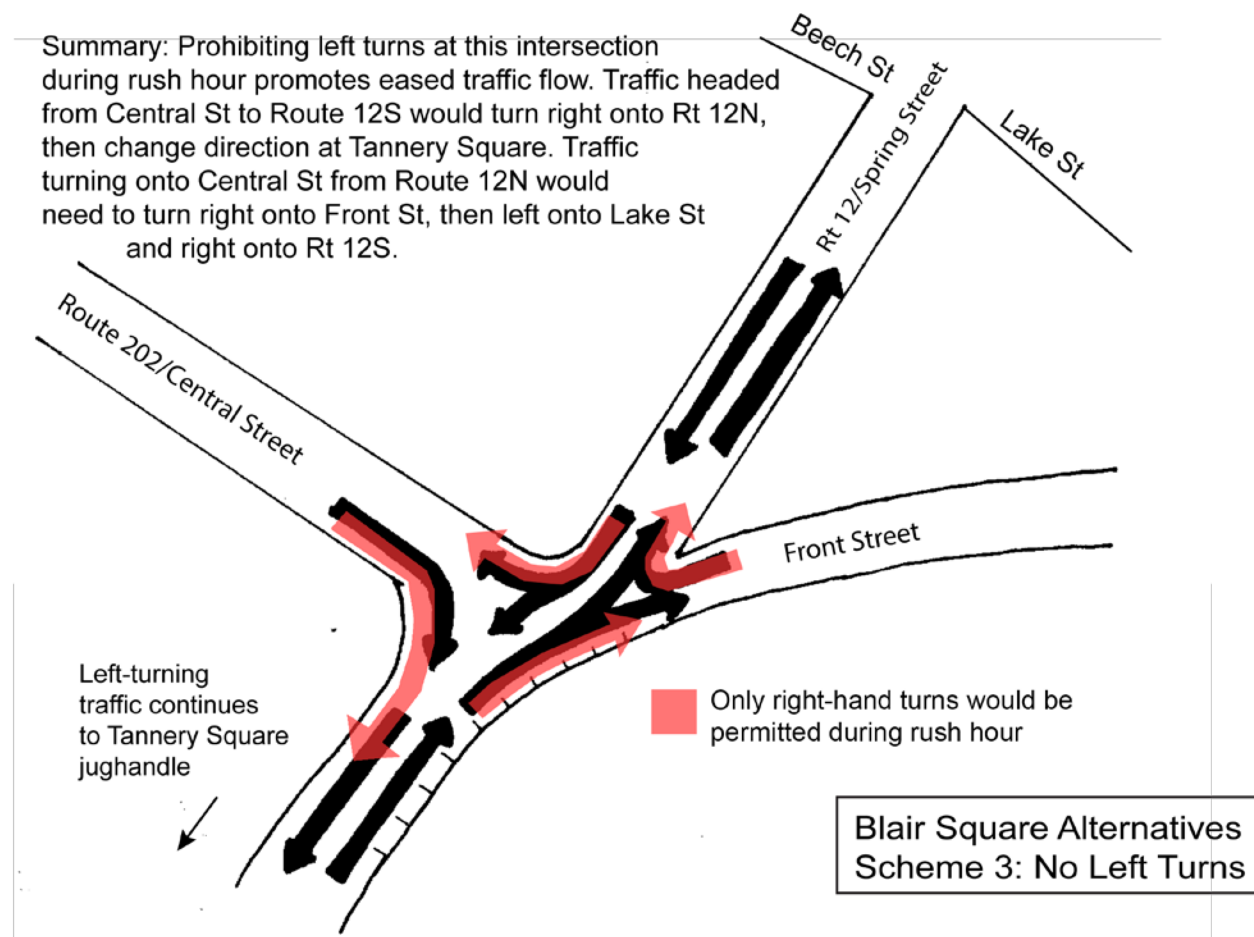 Summary: Prohibiting left turns at this intersection
during rush hour promotes eased traffic flow. Traffic headed
from Central St to Route 12S would turn right onto Rt 12N,
then change direction at Tannery Square. Traffic
turning onto Central St from Route 12N would
need to turn right onto Front St, then left onto Lake St
and right onto Rt 12S.
Beech St
Rt 12/Spring Street
Lake St
Route 202/Central Street
Front Street
Left-turning
traffic continues
to Tannery Square
jughandle
Only right-hand turns would be
permitted during rush hour
Blair Square Alternatives
Scheme 3: No Left Turns